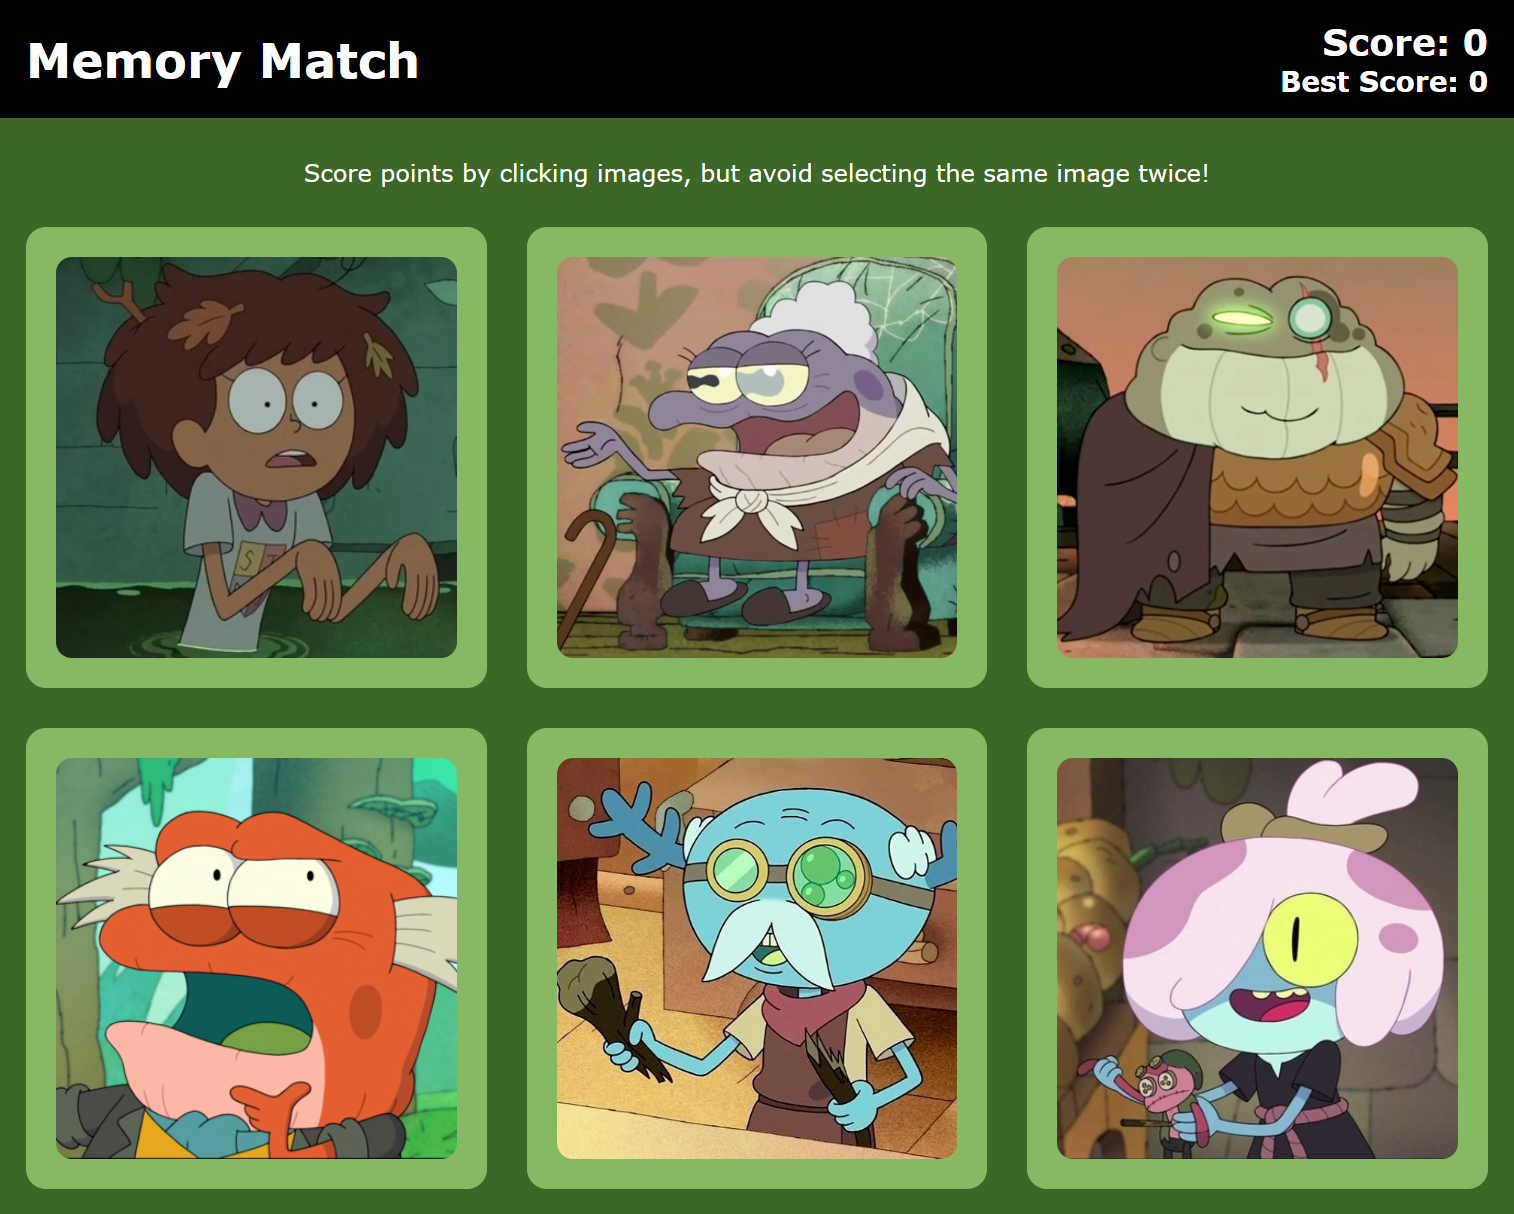 Memory Match
Score: 0
Best Score: 0
Score points by clicking images, but avoid selecting the same image twice!
S